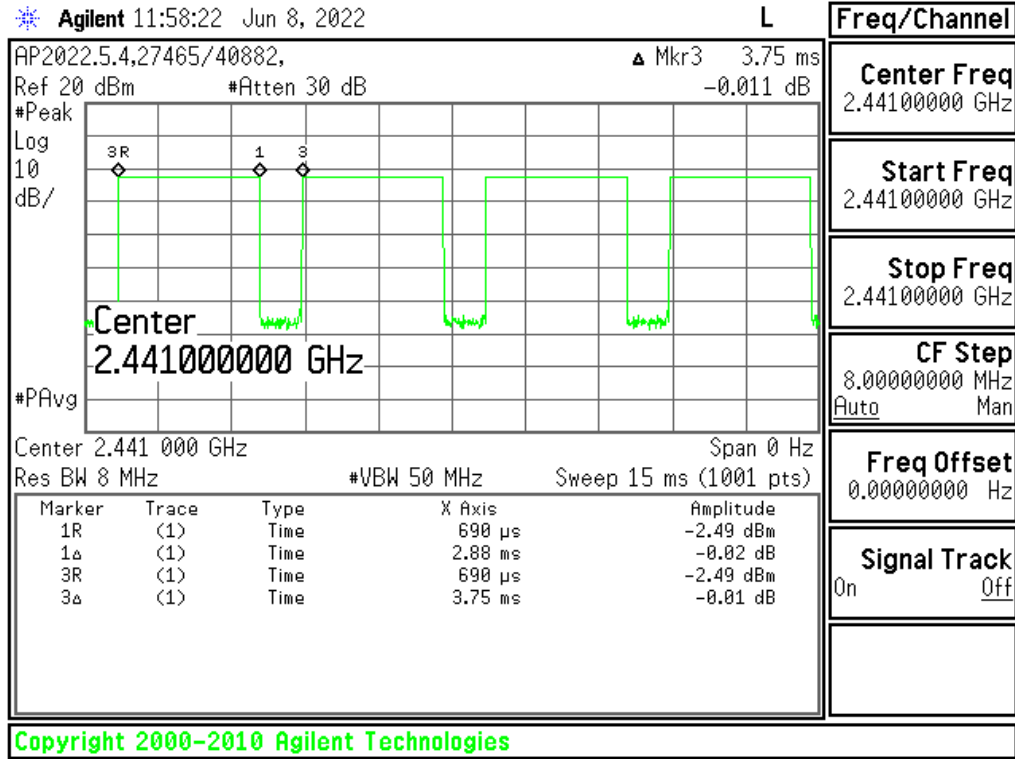 Agilent 11:58:22 Jun 8, 2022 L
AP2022.5.4,27465/40882, Δ Mkr3 3.75 ms
Ref 20 dBm #Atten 30 dB -0.011 dB
#Peak
Log
10
dB/
3R 1 3
Center
2.441000000 GHz
#PAvg
Center 2.441 000 GHz Span 0 Hz
Res BW 8 MHz #VBW 50 MHz Sweep 15 ms (1001 pts)
Marker Trace Type X Axis Amplitude
1R (1) Time 690 µs -2.49 dBm
1Δ (1) Time 2.88 ms -0.02 dB
3R (1) Time 690 µs -2.49 dBm
3Δ (1) Time 3.75 ms -0.01 dB
Freq/Channel
Center Freq
2.44100000 GHz
Start Freq
2.44100000 GHz
Stop Freq
2.44100000 GHz
CF Step
8.00000000 MHz
Auto Man
Freq Offset
0.00000000 Hz
Signal Track
On Off
Copyright 2000-2010 Agilent Technologies